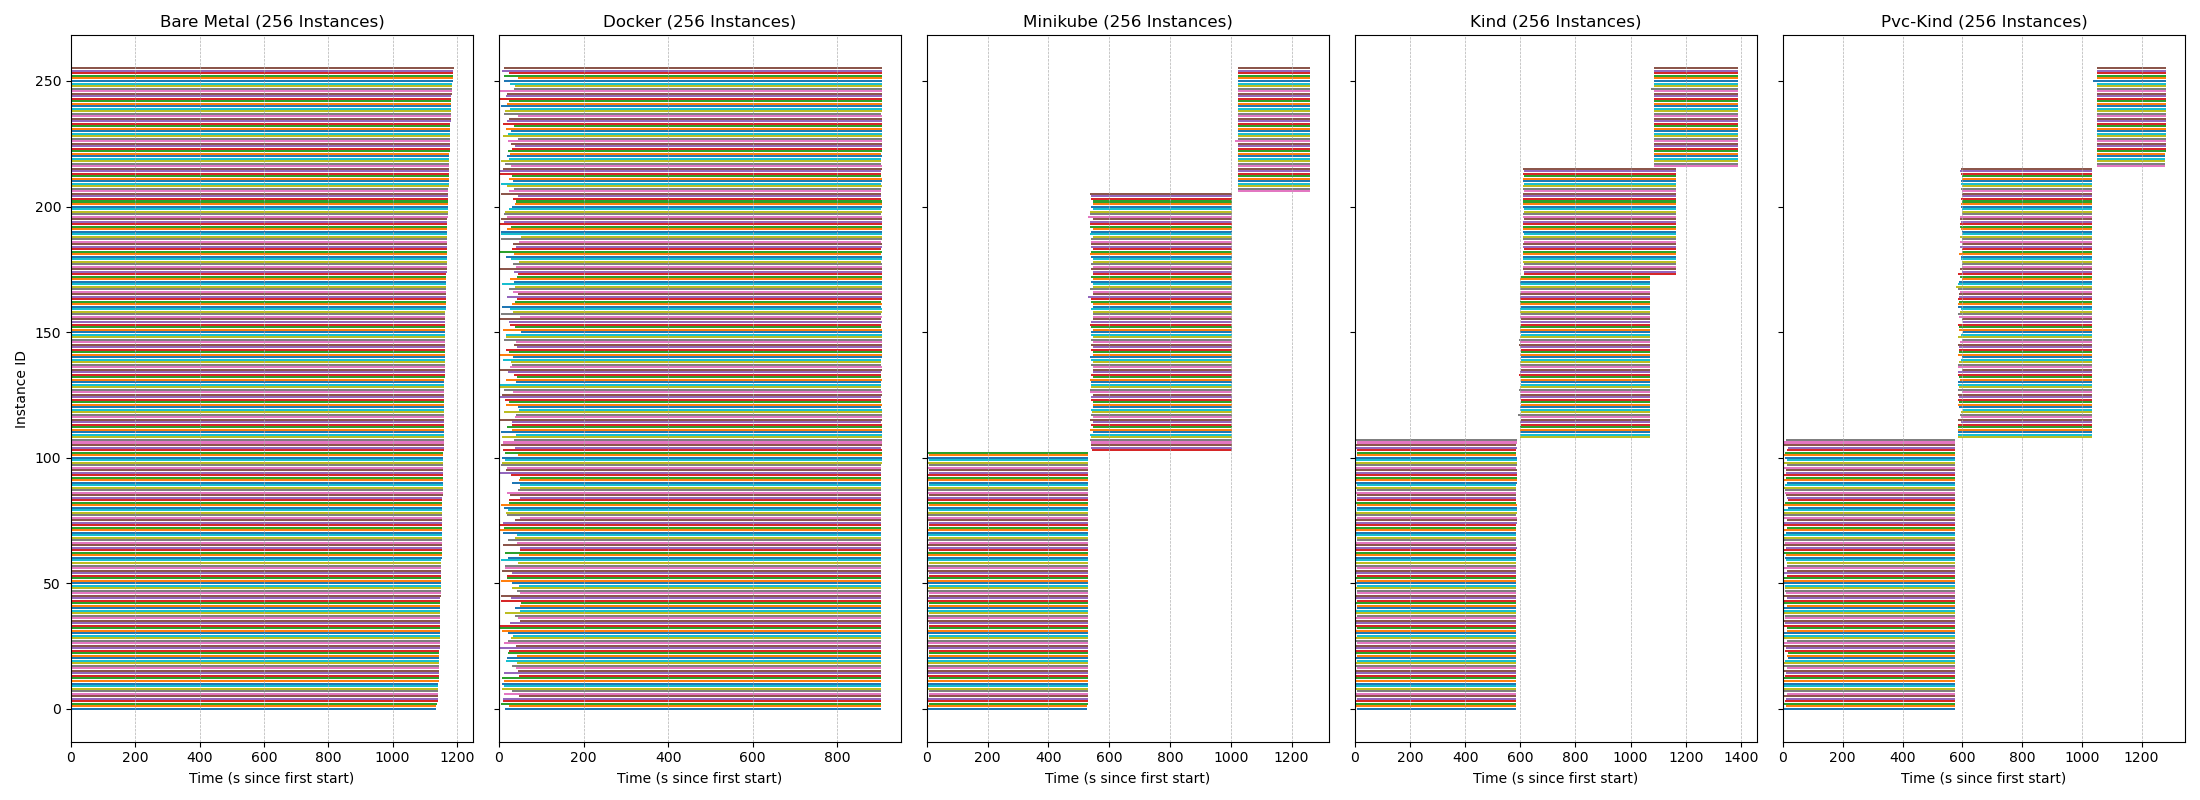 Bare Metal (256 Instances)
Docker (256 Instances)
Minikube (256 Instances)
Kind (256 Instances)
Pvc-Kind (256 Instances)
Instance ID
250
200
150
100
50
0
0 200 400 600 800 1000 1200
0 200 400 600 800
0 200 400 600 800 1000 1200
0 200 400 600 800 1000 1200 1400
0 200 400 600 800 1000 1200
Time (s since first start)
Time (s since first start)
Time (s since first start)
Time (s since first start)
Time (s since first start)